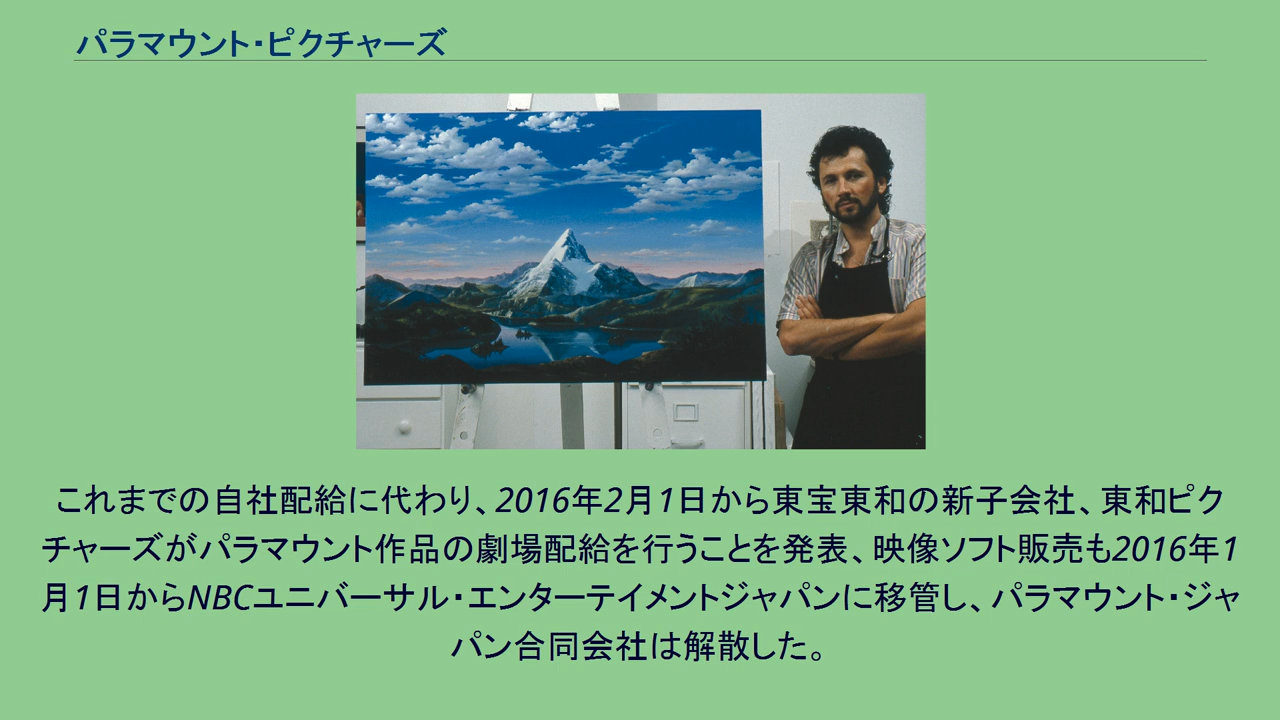 パラマウント・ピクチャーズ
これまでの自社配給に代わり、2016年2月1日から東宝東和の新子会社、東和ピク
チャーズがパラマウント作品の劇場配給を行うことを発表、映像ソフト販売も2016年1
月1日からNBCユニバーサル・エンターテイメントジャパンに移管し、パラマウント・ジャ
パン合同会社は解散した。